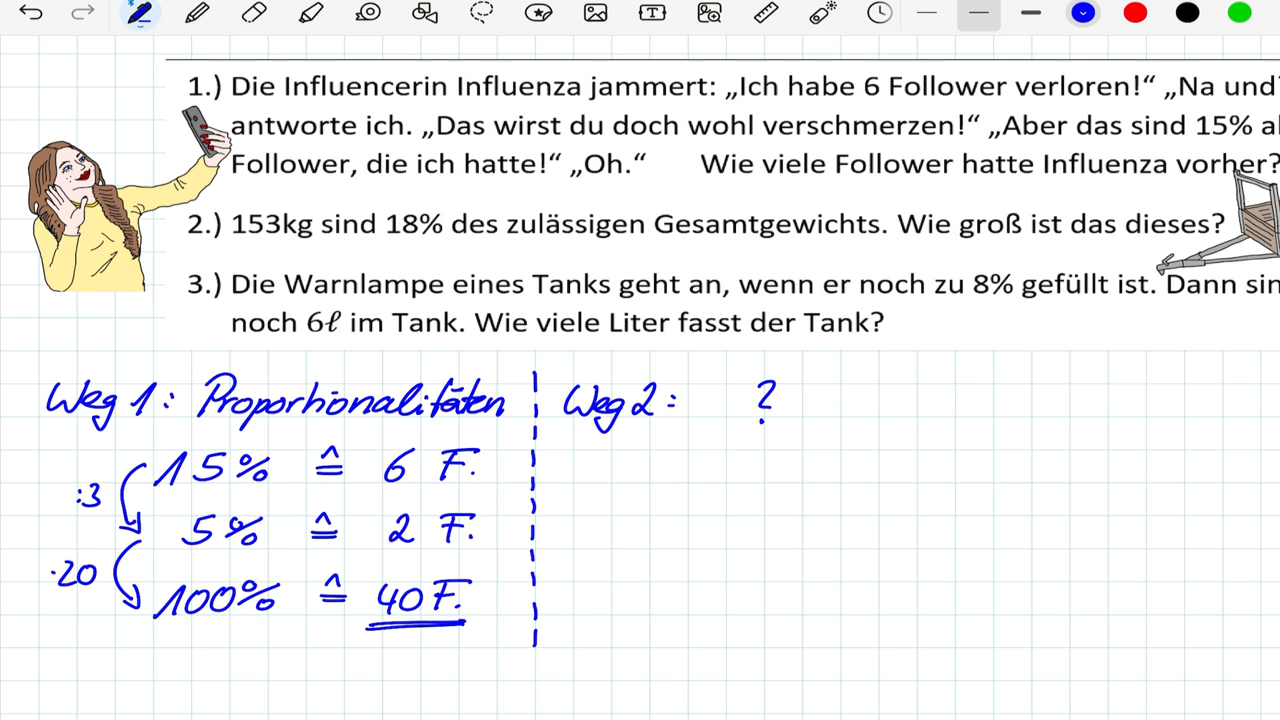 1.) Die Influencerin Influenza jammert: „Ich habe 6 Follower verloren!“ „Na und
antworte ich. „Das wirst du doch wohl verschmerzen!“ „Aber das sind 15%
Follower, die ich hatte!“ „Oh.“ Wie viele Follower hatte Influenza vorher?
2.) 153kg sind 18% des zulässigen Gesamtgewichts. Wie groß ist das dieses?
3.) Die Warnlampe eines Tanks geht an, wenn er noch zu 8% gefüllt ist. Dann
noch 6ℓ im Tank. Wie viele Liter fasst der Tank?
Weg 1: Proportionalitäten
15% ≙ 6 F.
:3
5% ≙ 2 F.
·20
100% ≙ 40 F.
Weg 2: ?